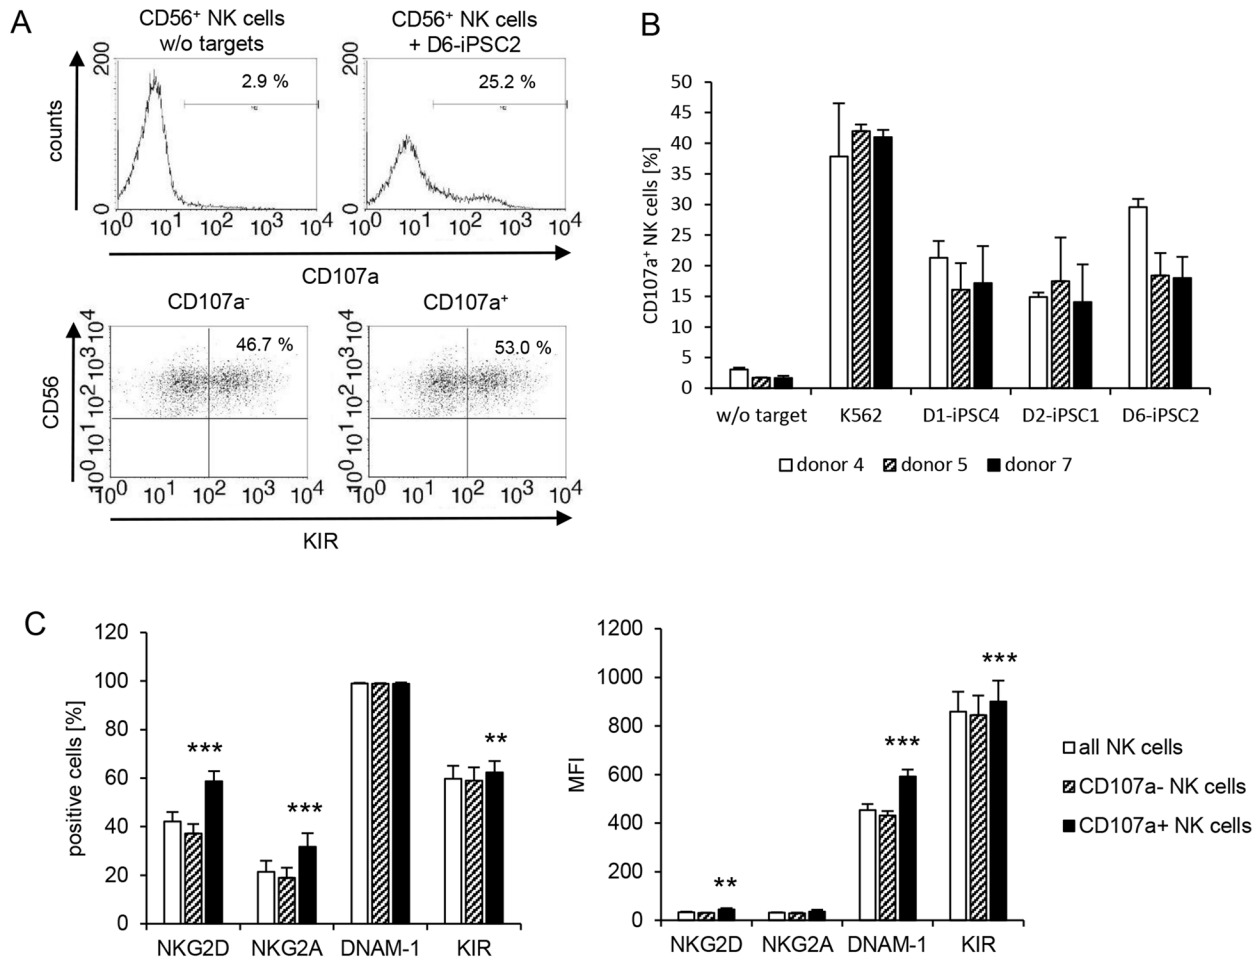 A
CD56⁺ NK cells
w/o targets
CD56⁺ NK cells
+ D6-iPSC2
200
2.9 %
counts
0
10⁰ 10¹ 10² 10³ 10⁴
200
25.2 %
0
10⁰ 10¹ 10² 10³ 10⁴
CD107a
CD107a⁻
CD107a⁺
CD56
10⁰ 10¹ 10² 10³ 10⁴
46.7 %
10⁰ 10¹ 10² 10³ 10⁴
10⁰ 10¹ 10² 10³ 10⁴
53.0 %
10⁰ 10¹ 10² 10³ 10⁴
KIR
B
CD107a⁺ NK cells [%]
50
45
40
35
30
25
20
15
10
5
0
w/o target K562 D1-iPSC4 D2-iPSC1 D6-iPSC2
donor 4 donor 5 donor 7
C
positive cells [%]
120
100
80
60
40
20
0
***
***
**
NKG2D NKG2A DNAM-1 KIR
MFI
1200
1000
800
600
400
200
0
**
***
***
NKG2D NKG2A DNAM-1 KIR
all NK cells
CD107a- NK cells
CD107a+ NK cells